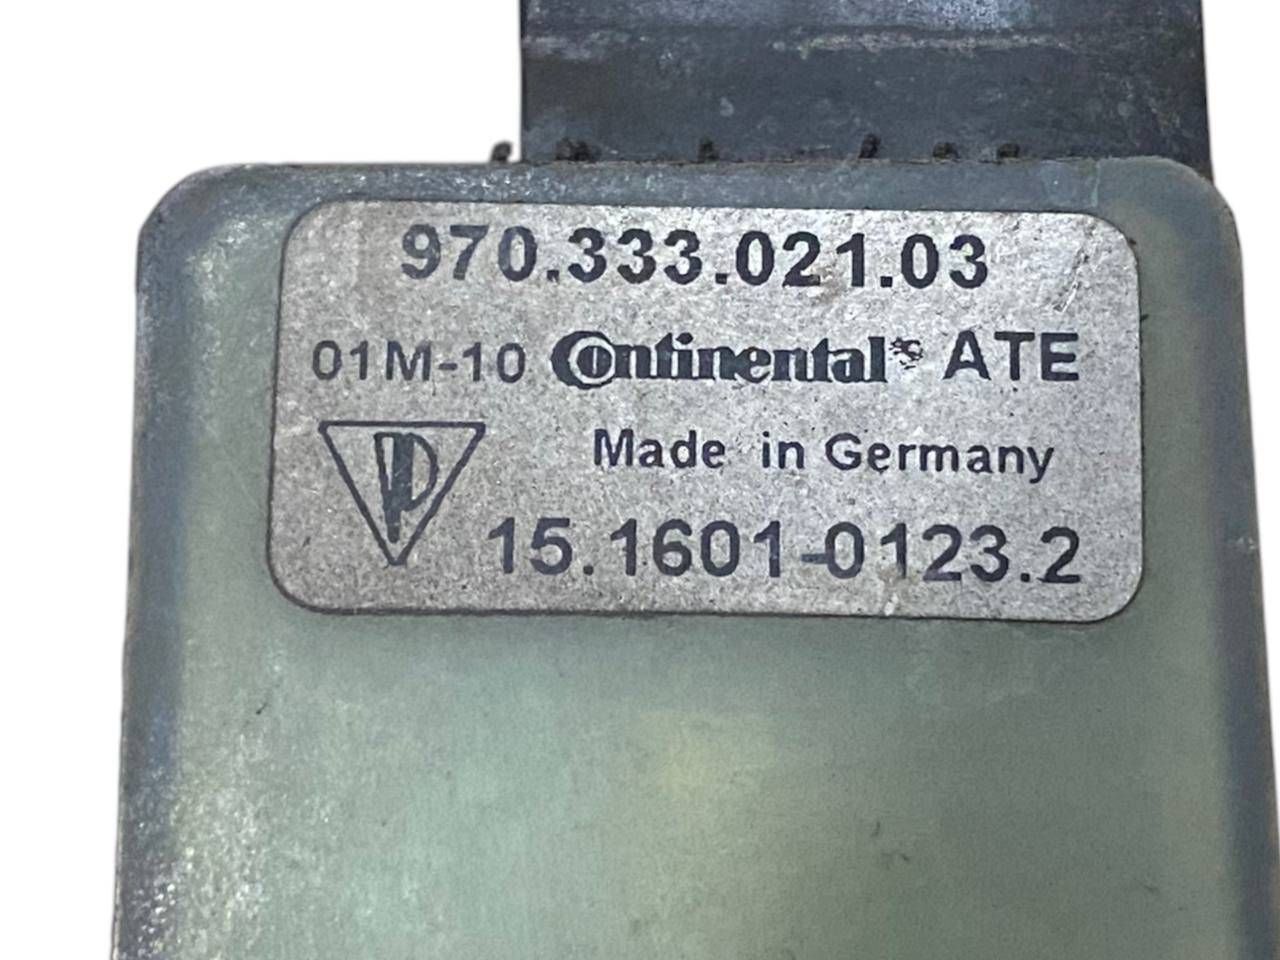 970.333.021.03
01M-10 Continental ATE
Made in Germany
P
15.1601-0123.2